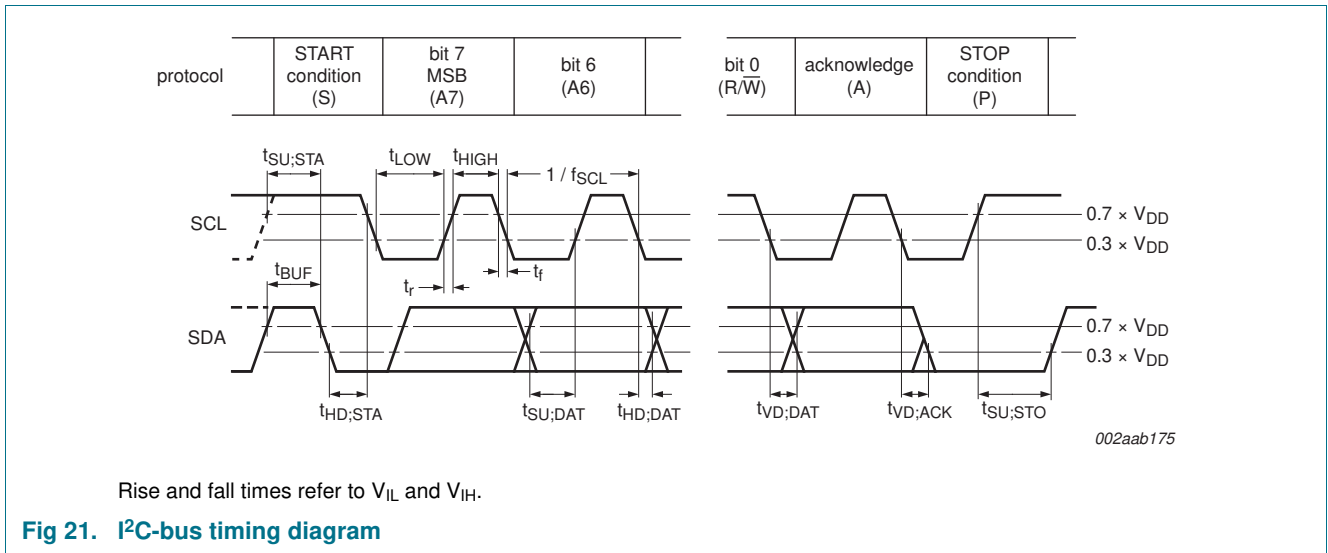 protocol
START
condition
(S)
bit 7
MSB
(A7)
bit 6
(A6)
bit 0
(R/W̅)
acknowledge
(A)
STOP
condition
(P)
tSU;STA
tLOW
tHIGH
1 / fSCL
SCL
0.7 × VDD
0.3 × VDD
tBUF
tr
tf
SDA
0.7 × VDD
0.3 × VDD
tHD;STA
tSU;DAT
tHD;DAT
tVD;DAT
tVD;ACK
tSU;STO
002aab175
Rise and fall times refer to VIL and VIH.
Fig 21. I²C-bus timing diagram